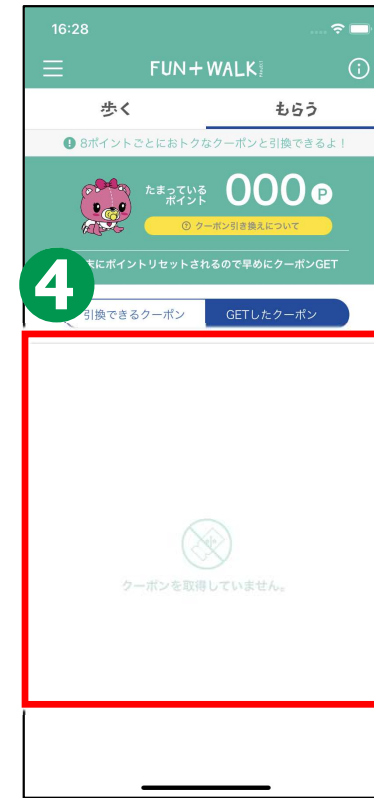 16:28
FUN+WALK
歩く
もらう
8ポイントごとにおトクなクーポンと引換できるよ！
たまっている
ポイント
000 P
クーポン引き換えについて
末にポイントリセットされるので早めにクーポンGET
4
引換できるクーポン
GETしたクーポン
クーポンを取得していません。